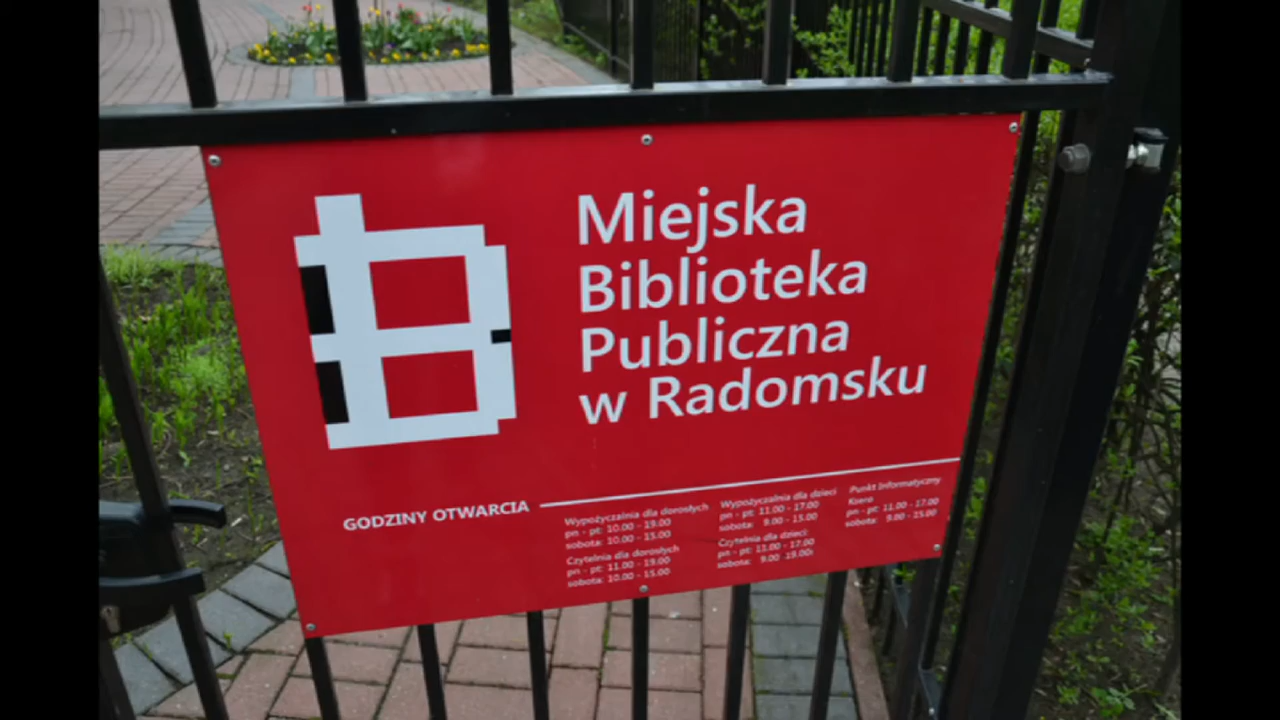 Miejska
Biblioteka
Publiczna
w Radomsku
GODZINY OTWARCIA
Wypożyczalnia dla dorosłych
pn - pt: 10.00 - 19.00
sobota: 10.00 - 15.00
Czytelnia dla dorosłych
pn - pt: 11.00 - 19.00
sobota: 10.00 - 15.00
Wypożyczalnia dla dzieci
pn - pt: 11.00 - 17.00
sobota: 9.00 - 15.00
Czytelnia dla dzieci:
pn - pt: 11.00 - 17.00
sobota: 9.00 15.00
Punkt Informacyjny
Ksero
pn - pt: 11.00 - 17.00
sobota: 9.00 - 15.00